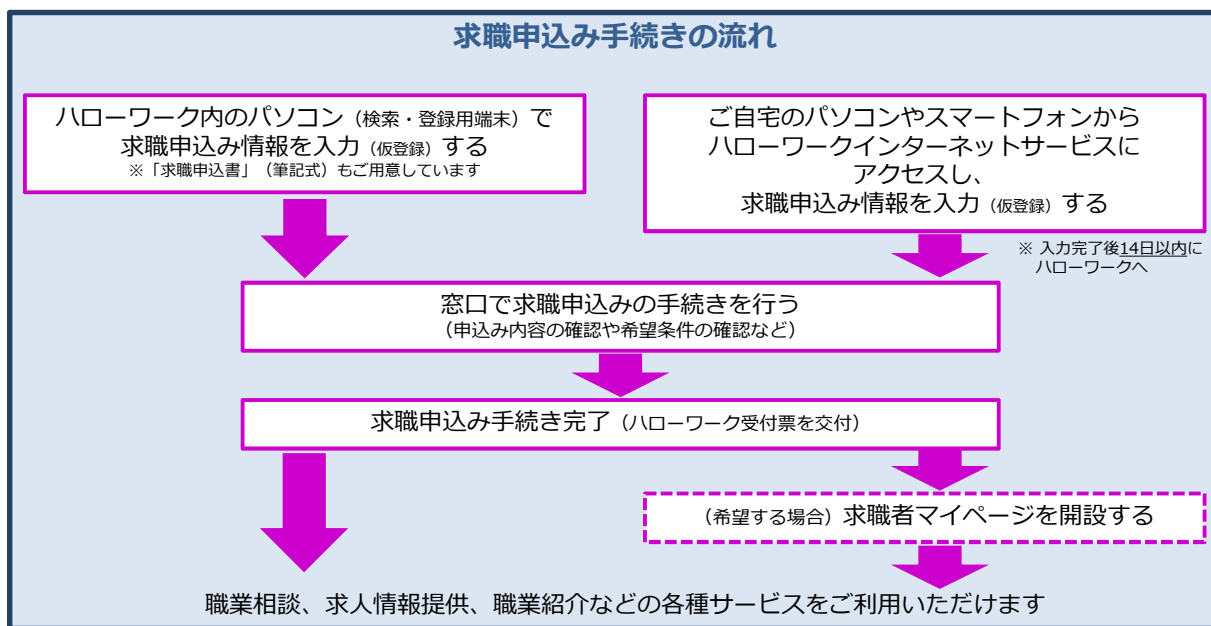 求職申込み手続きの流れ
ハローワーク内のパソコン（検索・登録用端末）で
求職申込み情報を入力（仮登録）する
※「求職申込書」（筆記式）もご用意しています
ご自宅のパソコンやスマートフォンから
ハローワークインターネットサービスに
アクセスし、
求職申込み情報を入力（仮登録）する
※ 入力完了後14日以内に
ハローワークへ
窓口で求職申込みの手続きを行う
（申込み内容の確認や希望条件の確認など）
求職申込み手続き完了（ハローワーク受付票を交付）
（希望する場合）求職者マイページを開設する
職業相談、求人情報提供、職業紹介などの各種サービスをご利用いただけます